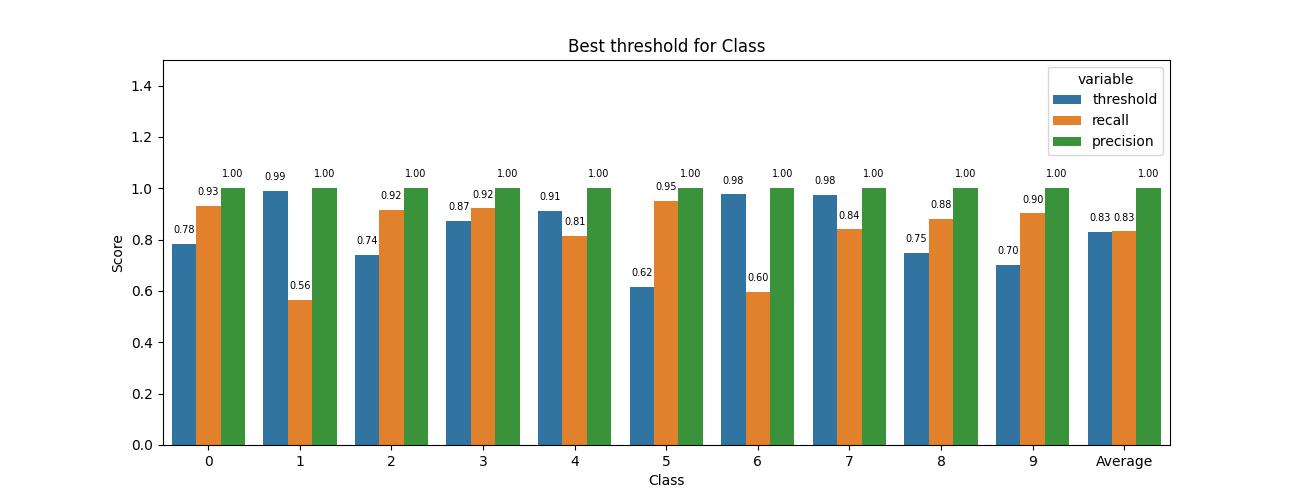 Best threshold for Class
variable
threshold
recall
precision
Score
1.4
1.2
1.0
0.8
0.6
0.4
0.2
0.0
0.78 0.93 1.00
0.99 0.56 1.00
0.74 0.92 1.00
0.87 0.92 1.00
0.91 0.81 1.00
0.62 0.95 1.00
0.98 0.60 1.00
0.98 0.84 1.00
0.75 0.88 1.00
0.70 0.90 1.00
0.83 0.83 1.00
0 1 2 3 4 5 6 7 8 9 Average
Class